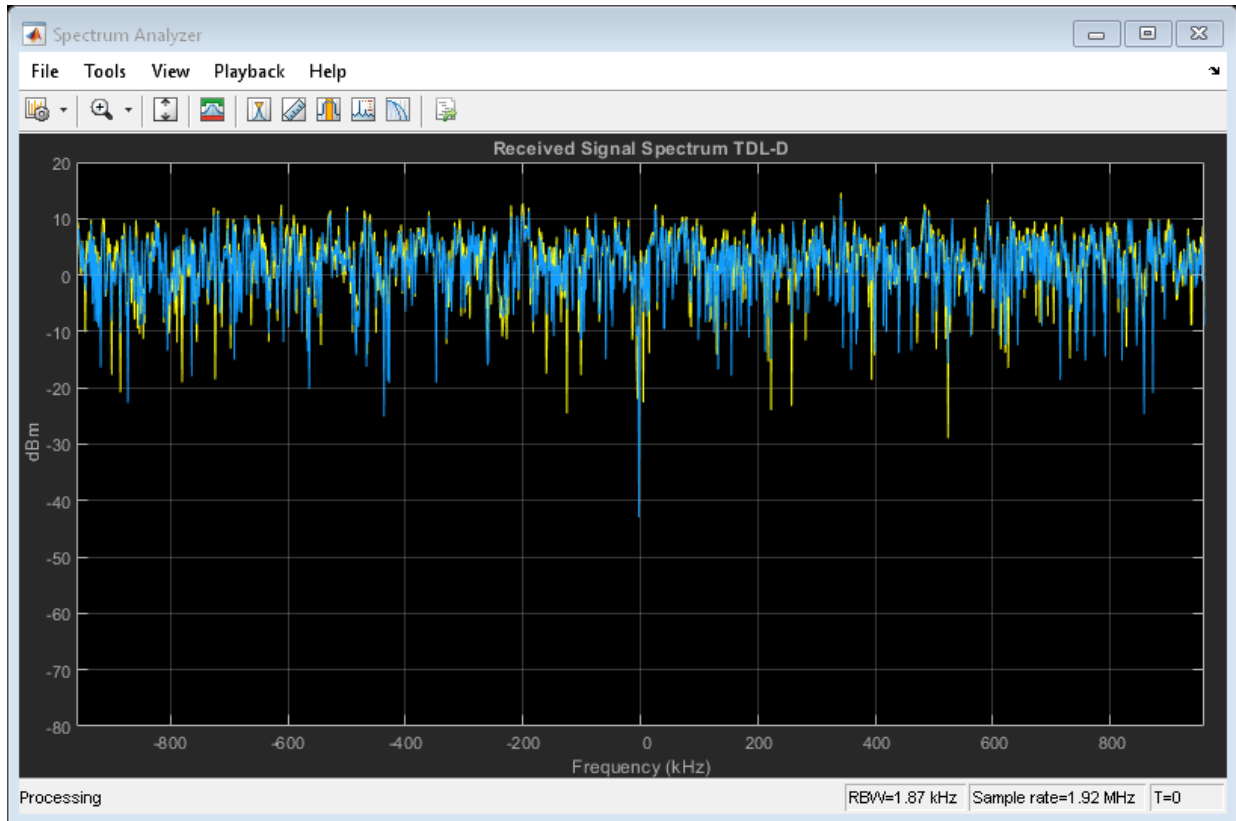 Spectrum Analyzer
File Tools View Playback Help
Received Signal Spectrum TDL-D
20
10
0
-10
-20
-30
-40
-50
-60
-70
-80
dBm
-800 -600 -400 -200 0 200 400 600 800
Frequency (kHz)
Processing RBW=1.87 kHz Sample rate=1.92 MHz T=0